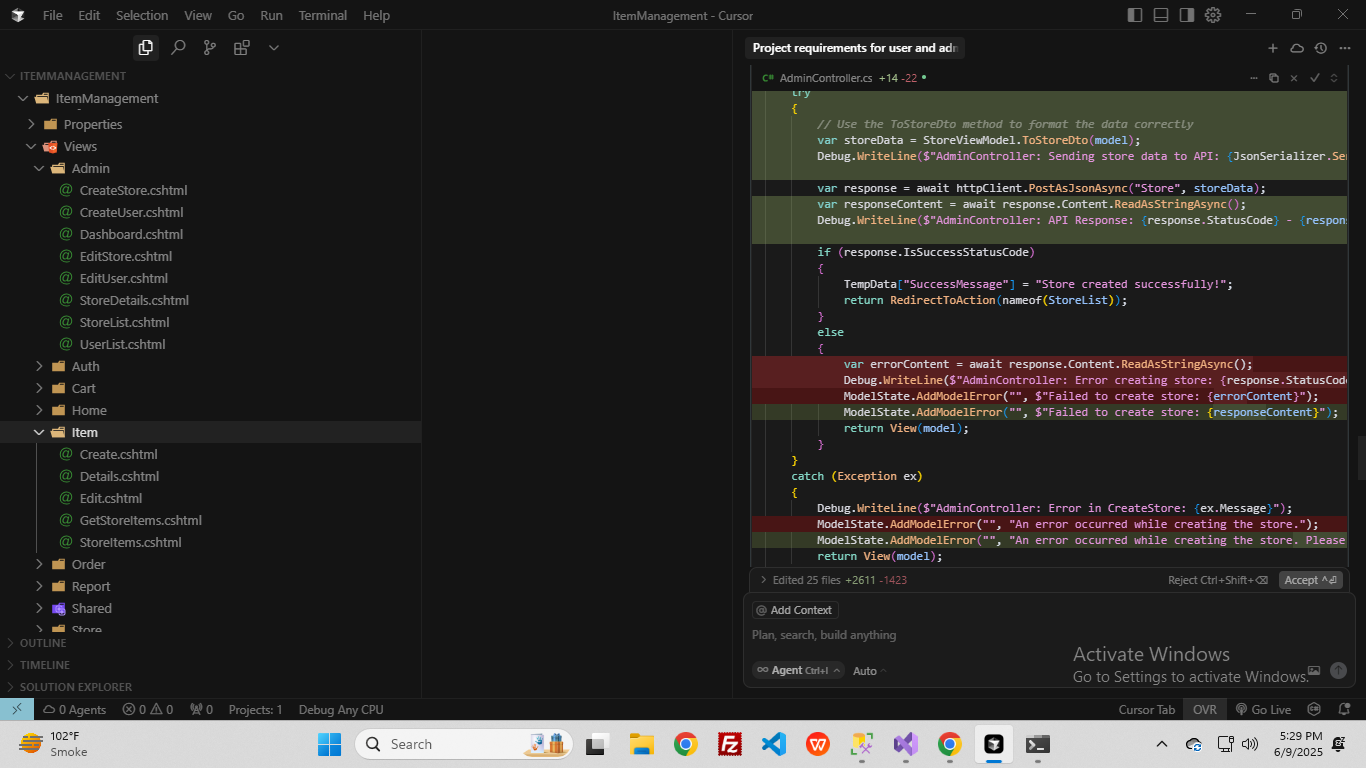 File Edit Selection View Go Run Terminal Help
ItemManagement - Cursor
ITEMMANAGEMENT
ItemManagement
Properties
Views
Admin
CreateStore.cshtml
CreateUser.cshtml
Dashboard.cshtml
EditStore.cshtml
EditUser.cshtml
StoreDetails.cshtml
StoreList.cshtml
UserList.cshtml
Auth
Cart
Home
Item
Create.cshtml
Details.cshtml
Edit.cshtml
GetStoreItems.cshtml
StoreItems.cshtml
Order
Report
Shared
Store
OUTLINE
TIMELINE
SOLUTION EXPLORER
Project requirements for user and adn
C# AdminController.cs +14 -22
try
{
// Use the ToStoreDto method to format the data correctly
var storeData = StoreViewModel.ToStoreDto(model);
Debug.WriteLine($"AdminController: Sending store data to API: {JsonSerializer.Ser
var response = await httpClient.PostAsJsonAsync("Store", storeData);
var responseContent = await response.Content.ReadAsStringAsync();
Debug.WriteLine($"AdminController: API Response: {response.StatusCode} - {respons
if (response.IsSuccessStatusCode)
{
TempData["SuccessMessage"] = "Store created successfully!";
return RedirectToAction(nameof(StoreList));
}
else
{
var errorContent = await response.Content.ReadAsStringAsync();
Debug.WriteLine($"AdminController: Error creating store: {response.StatusCode
ModelState.AddModelError("", $"Failed to create store: {errorContent}");
ModelState.AddModelError("", $"Failed to create store: {responseContent}");
return View(model);
}
}
catch (Exception ex)
{
Debug.WriteLine($"AdminController: Error in CreateStore: {ex.Message}");
ModelState.AddModelError("", "An error occurred while creating the store.");
ModelState.AddModelError("", "An error occurred while creating the store. Please
return View(model);
Edited 25 files +2611 -1423
Reject Ctrl+Shift+⌫ Accept ^⏎
@ Add Context
Plan, search, build anything
∞ Agent Ctrl+I Auto
Activate Windows
Go to Settings to activate Windows.
0 Agents 0 0 0 Projects: 1 Debug Any CPU
Cursor Tab OVR Go Live
102°F
Smoke
Search
5:29 PM
6/9/2025